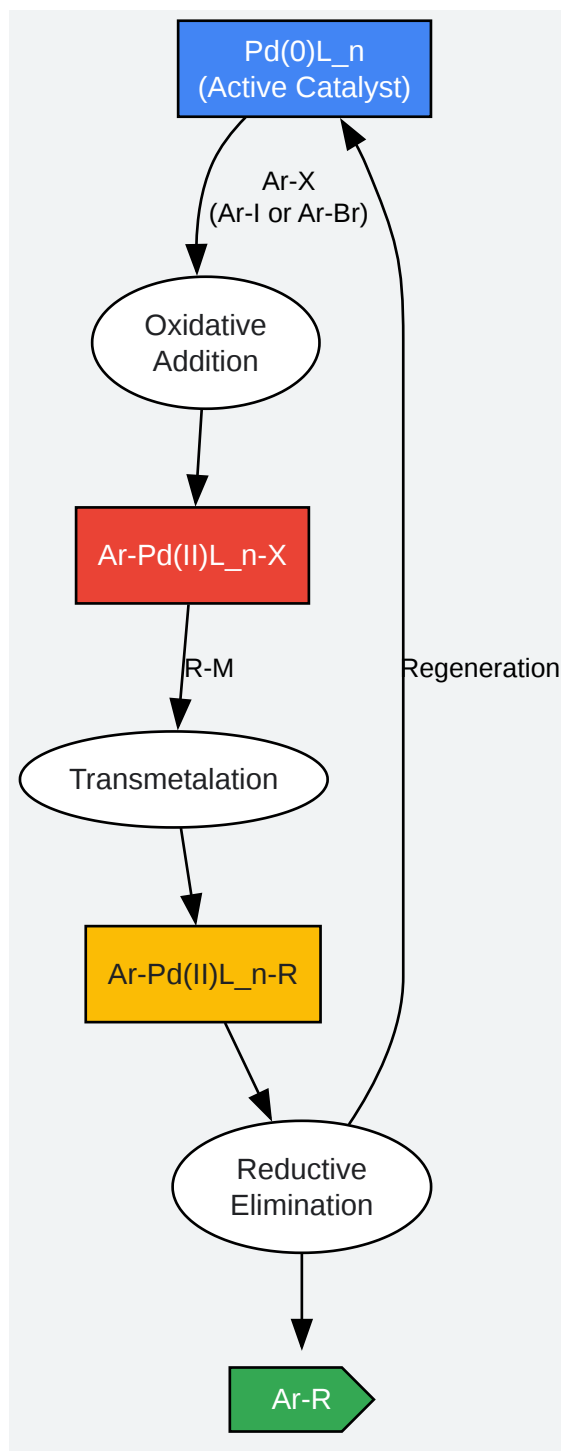 Pd(0)L_n
(Active Catalyst)
Ar-X
(Ar-I or Ar-Br)
Oxidative
Addition
Ar-Pd(II)L_n-X
R-M
Regeneration
Transmetalation
Ar-Pd(II)L_n-R
Reductive
Elimination
Ar-R